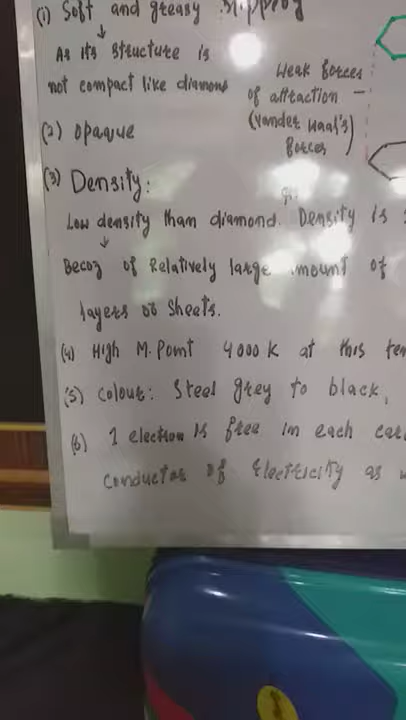 (1) Soft and greasy slippery
As its structure is
not compact like diamond
Weak forces
of attraction -
(vander waal's)
forces
(2) Opaque
(3) Density:
Low density than diamond. Density is
Becoz of Relatively large amount of
layers or sheets.
(4) High M.Point 4000 K at this
(5) Colour: Steel grey to black,
(6) 1 electron is free in each
conductor of Electricity as